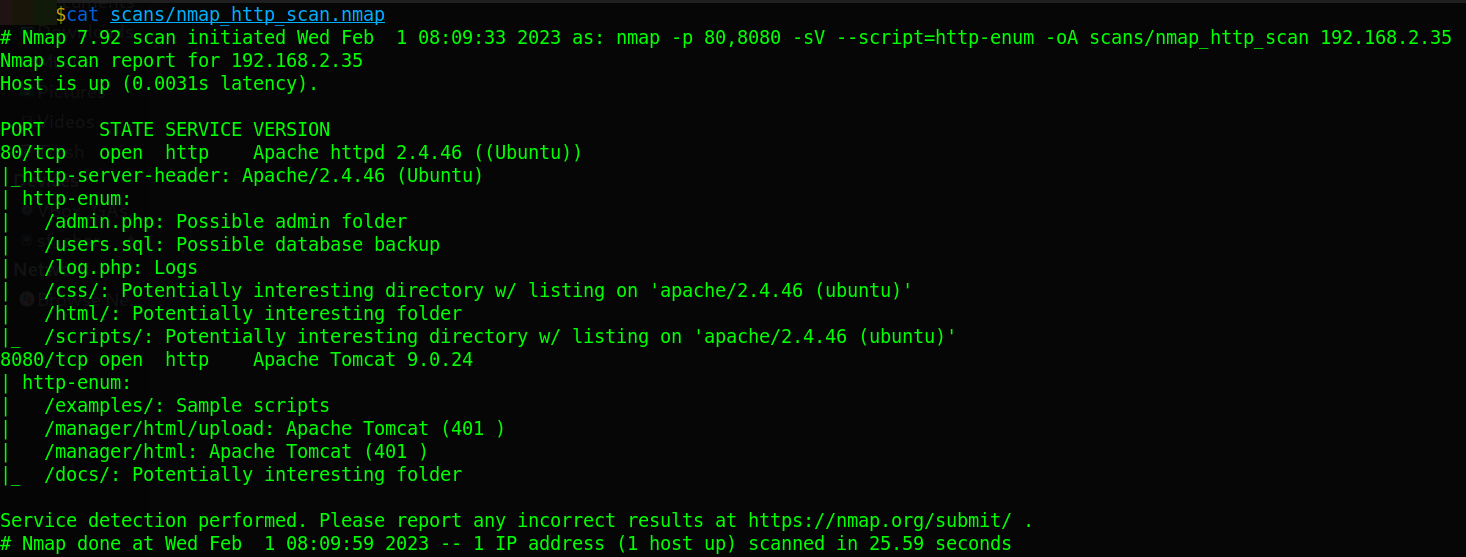 $cat scans/nmap_http_scan.nmap
# Nmap 7.92 scan initiated Wed Feb  1 08:09:33 2023 as: nmap -p 80,8080 -sV --script=http-enum -oA scans/nmap_http_scan 192.168.2.35
Nmap scan report for 192.168.2.35
Host is up (0.0031s latency).

PORT     STATE SERVICE VERSION
80/tcp   open  http    Apache httpd 2.4.46 ((Ubuntu))
|_http-server-header: Apache/2.4.46 (Ubuntu)
| http-enum:
|   /admin.php: Possible admin folder
|   /users.sql: Possible database backup
|   /log.php: Logs
|   /css/: Potentially interesting directory w/ listing on 'apache/2.4.46 (ubuntu)'
|   /html/: Potentially interesting folder
|_  /scripts/: Potentially interesting directory w/ listing on 'apache/2.4.46 (ubuntu)'
8080/tcp open  http    Apache Tomcat 9.0.24
| http-enum:
|   /examples/: Sample scripts
|   /manager/html/upload: Apache Tomcat (401 )
|   /manager/html: Apache Tomcat (401 )
|_  /docs/: Potentially interesting folder

Service detection performed. Please report any incorrect results at https://nmap.org/submit/ .
# Nmap done at Wed Feb  1 08:09:59 2023 -- 1 IP address (1 host up) scanned in 25.59 seconds